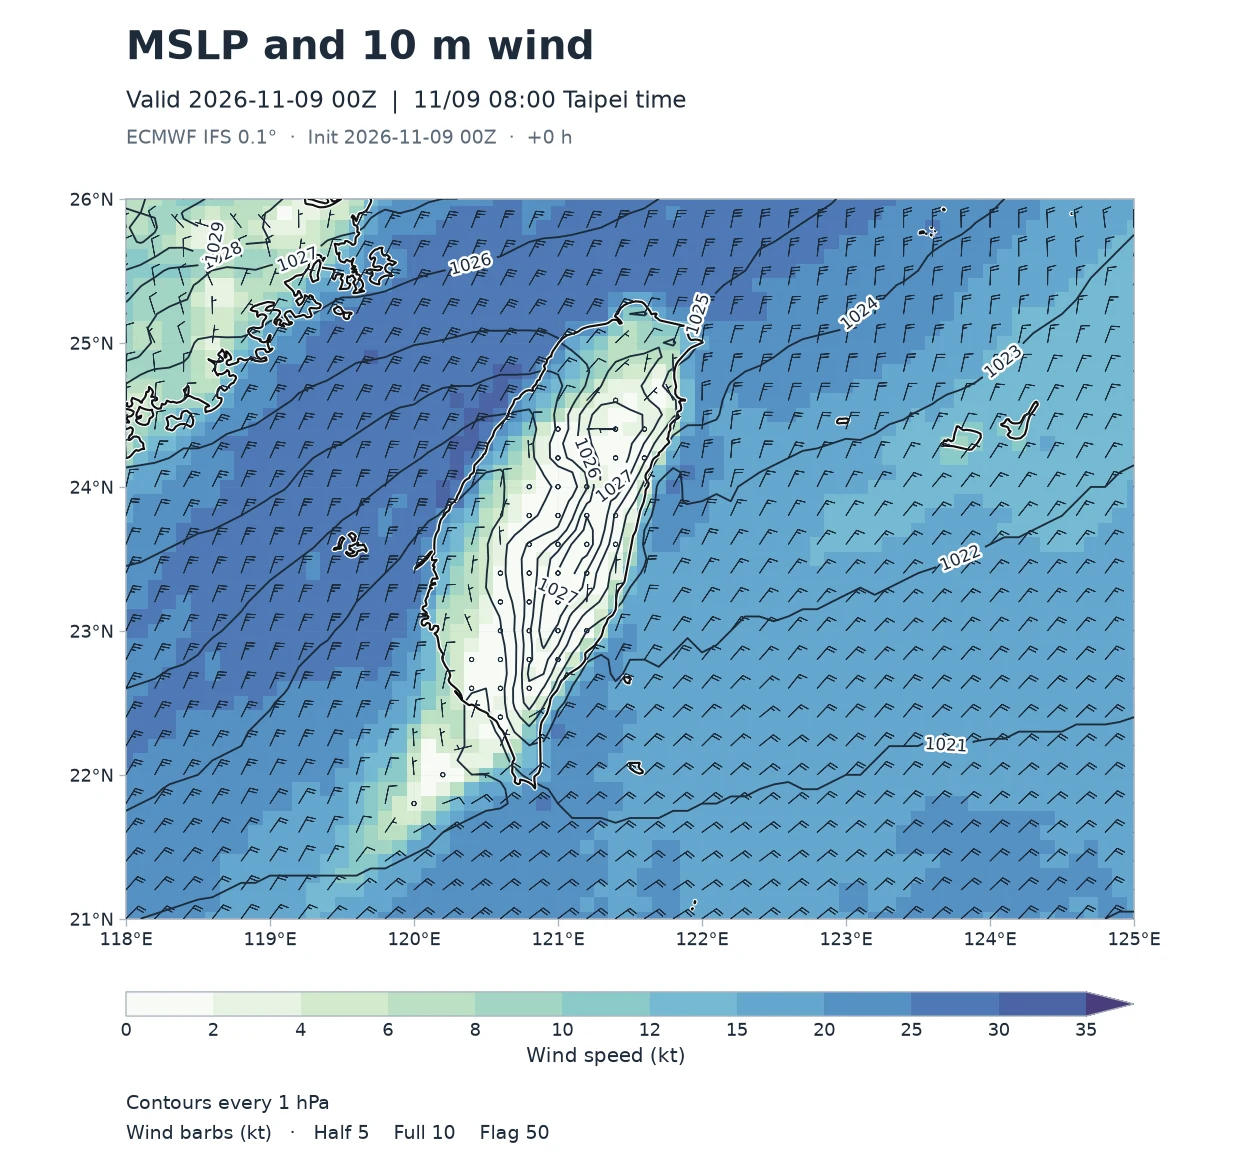 MSLP and 10 m wind
Valid 2026-11-09 00Z | 11/09 08:00 Taipei time
ECMWF IFS 0.1° · Init 2026-11-09 00Z · +0 h
26°N
25°N
24°N
23°N
22°N
21°N
1029
28
1027
1026
1025
1024
1023
1026
1027
1022
1027
1021
118°E 119°E 120°E 121°E 122°E 123°E 124°E 125°E
0 2 4 6 8 10 12 15 20 25 30 35
Wind speed (kt)
Contours every 1 hPa
Wind barbs (kt) · Half 5 Full 10 Flag 50